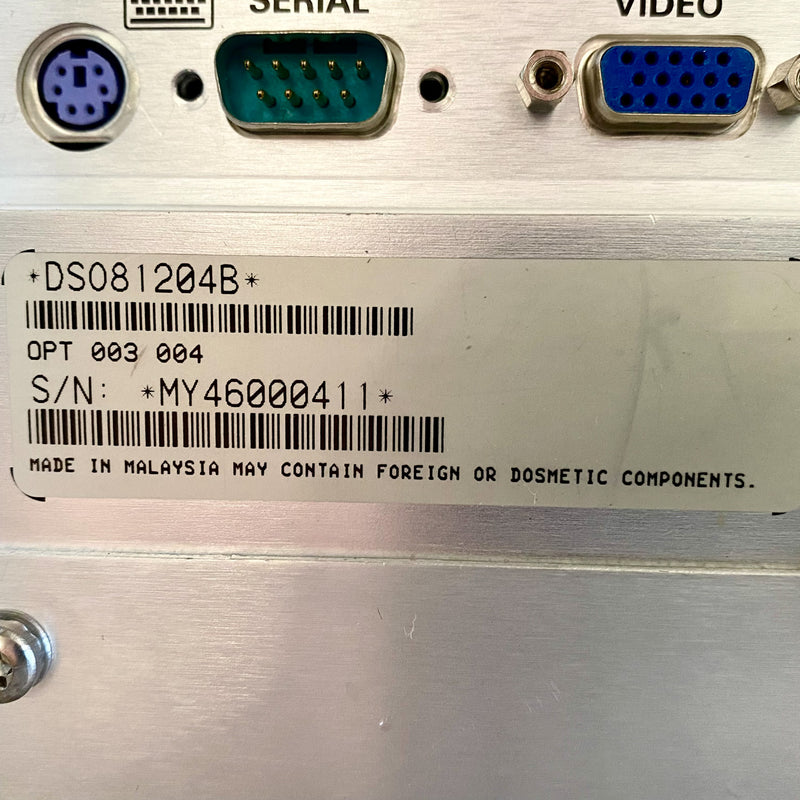 SERIAL VIDEO
*DSO81204B*
OPT 003 004
S/N: *MY46000411*
MADE IN MALAYSIA MAY CONTAIN FOREIGN OR DOSMETIC COMPONENTS.